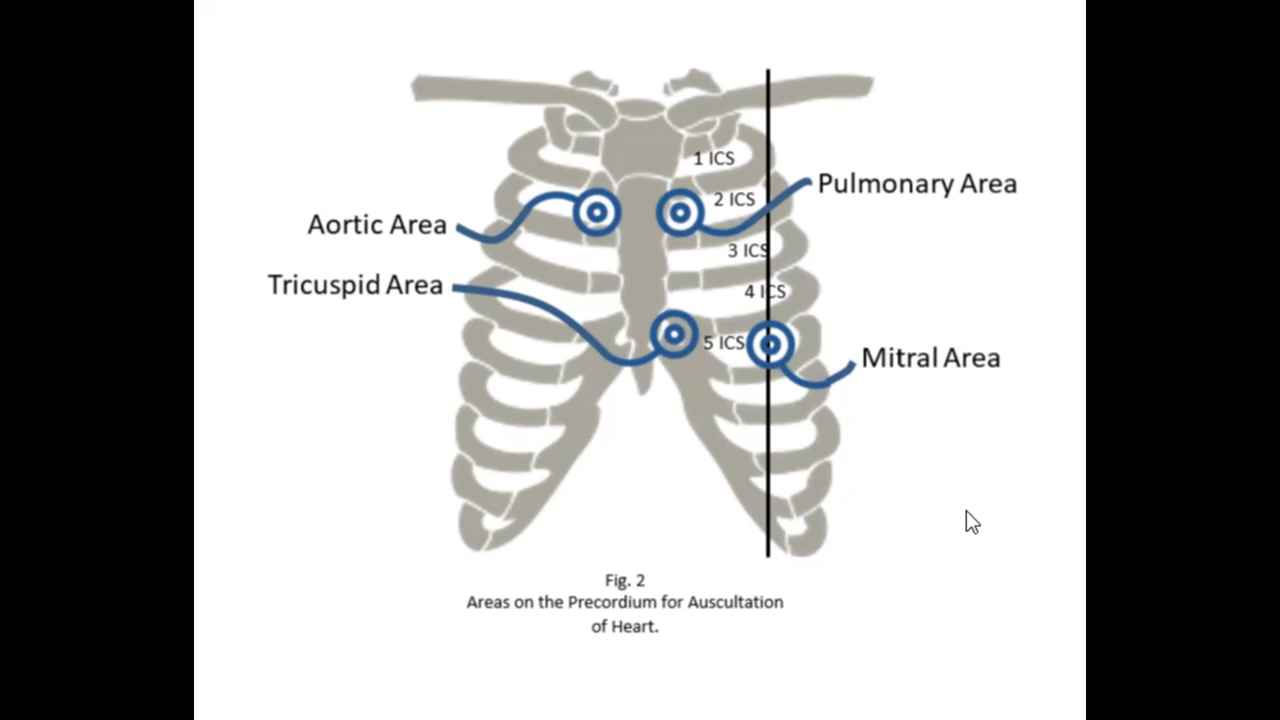 1 ICS
Pulmonary Area
2 ICS
Aortic Area
3 ICS
Tricuspid Area
4 ICS
5 ICS
Mitral Area
Fig. 2
Areas on the Precordium for Auscultation
of Heart.